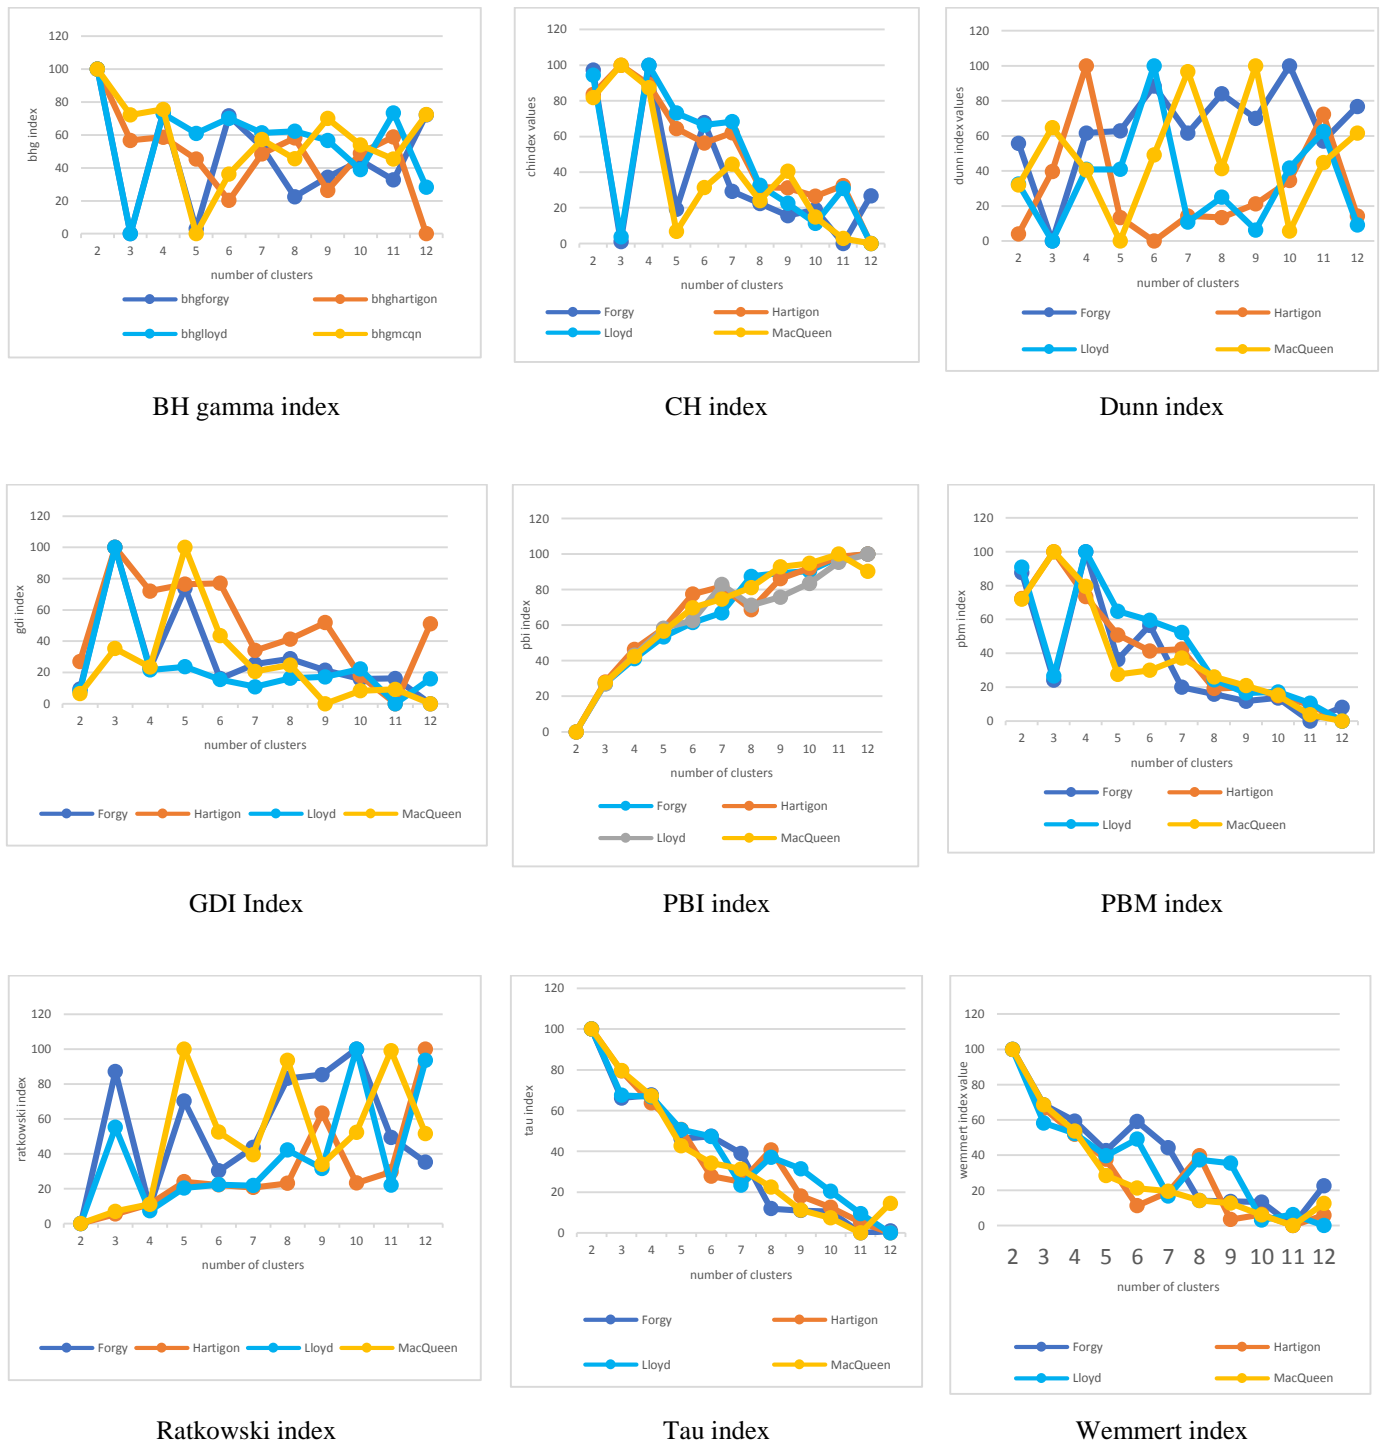 120
100
80
60
40
20
0
bhg index
2 3 4 5 6 7 8 9 10 11 12
number of clusters
bhgforgy bhghartigon
bhglloyd bhgmcqn
BH gamma index
120
100
80
60
40
20
0
chindex values
2 3 4 5 6 7 8 9 10 11 12
number of clusters
Forgy Hartigon
Lloyd MacQueen
CH index
120
100
80
60
40
20
0
dunn index values
2 3 4 5 6 7 8 9 10 11 12
number of clusters
Forgy Hartigon
Lloyd MacQueen
Dunn index
120
100
80
60
40
20
0
gdi index
2 3 4 5 6 7 8 9 10 11 12
number of clusters
Forgy Hartigon Lloyd MacQueen
GDI Index
120
100
80
60
40
20
0
pbi index
2 3 4 5 6 7 8 9 10 11 12
number of clusters
Forgy Hartigon
Lloyd MacQueen
PBI index
120
100
80
60
40
20
0
pbm index
2 3 4 5 6 7 8 9 10 11 12
number of clusters
Forgy Hartigon
Lloyd MacQueen
PBM index
120
100
80
60
40
20
0
ratkowski index
2 3 4 5 6 7 8 9 10 11 12
number of clusters
Forgy Hartigon Lloyd MacQueen
Ratkowski index
120
100
80
60
40
20
0
tau index
2 3 4 5 6 7 8 9 10 11 12
number of clusters
Forgy Hartigon
Lloyd MacQueen
Tau index
120
100
80
60
40
20
0
wemmert index value
2 3 4 5 6 7 8 9 10 11 12
number of clusters
Forgy Hartigon
Lloyd MacQueen
Wemmert index